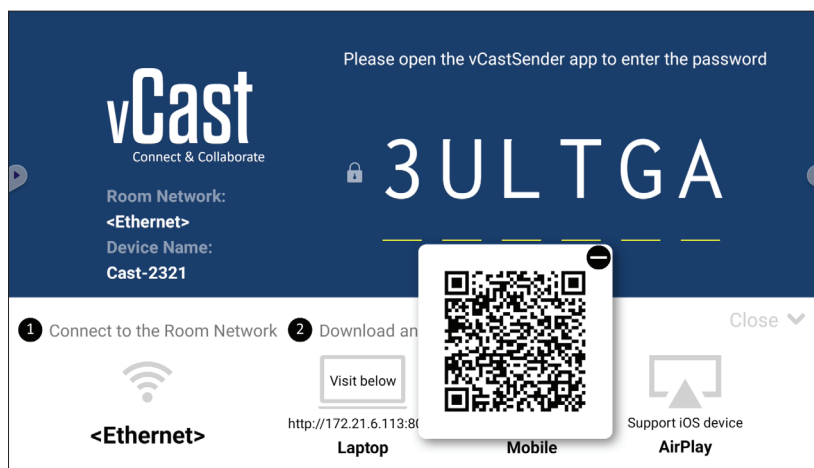 Please open the vCastSender app to enter the password
vCast
Connect & Collaborate
3ULTGA
Room Network:
<Ethernet>
Device Name:
Cast-2321
Close
1 Connect to the Room Network
2 Download an
Visit below
http://172.21.6.113:80
Support iOS device
<Ethernet>
Laptop
Mobile
AirPlay